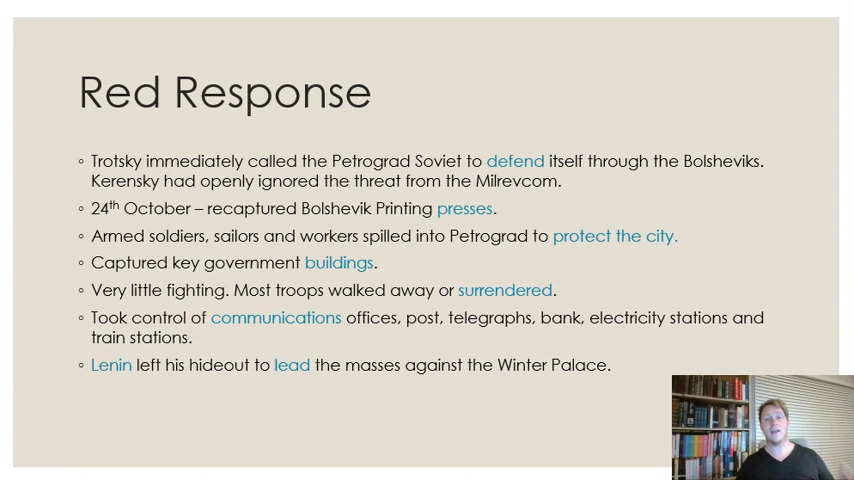 Red Response
◦ Trotsky immediately called the Petrograd Soviet to defend itself through the Bolsheviks.
Kerensky had openly ignored the threat from the Milrevcom.
◦ 24th October – recaptured Bolshevik Printing presses.
◦ Armed soldiers, sailors and workers spilled into Petrograd to protect the city.
◦ Captured key government buildings.
◦ Very little fighting. Most troops walked away or surrendered.
◦ Took control of communications offices, post, telegraphs, bank, electricity stations and
train stations.
◦ Lenin left his hideout to lead the masses against the Winter Palace.